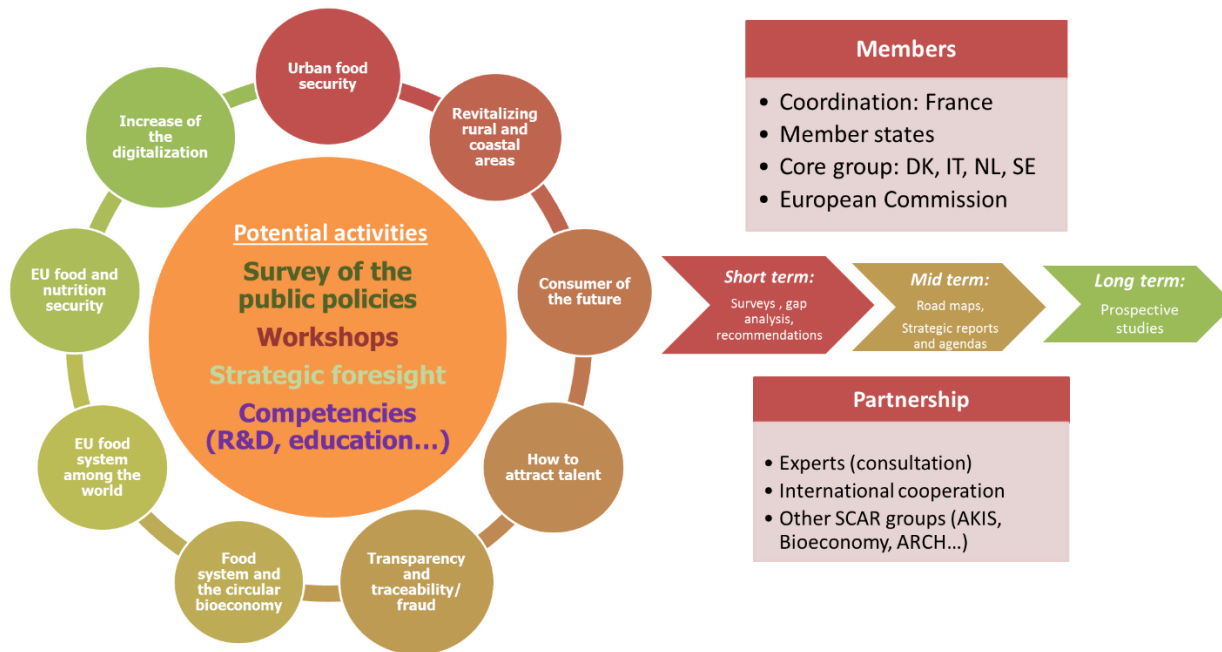 Urban food
security
Revitalizing
rural and
coastal
areas
Consumer of
the future
How to
attract talent
Transparency
and
traceability/
fraud
Food
system and
the circular
bioeconomy
EU food
system
among the
world
EU food and
nutrition
security
Increase of
the
digitalization
Potential activities
Survey of the
public policies
Workshops
Strategic foresight
Competencies
(R&D, education...)
Members
• Coordination: France
• Member states
• Core group: DK, IT, NL, SE
• European Commission
Short term:
Surveys , gap
analysis,
recommendations
Mid term:
Road maps,
Strategic reports
and agendas
Long term:
Prospective
studies
Partnership
• Experts (consultation)
• International cooperation
• Other SCAR groups (AKIS,
Bioeconomy, ARCH...)